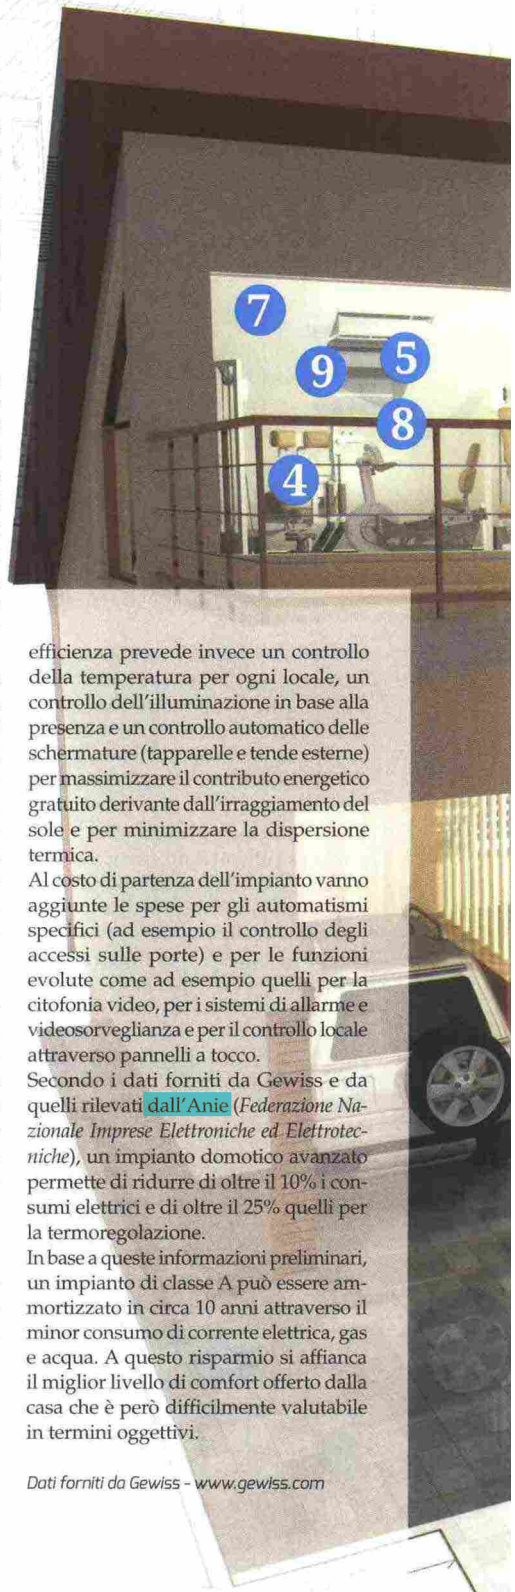 7
5
9
8
4
efficienza prevede invece un controllo
della temperatura per ogni locale, un
controllo dell'illuminazione in base alla
presenza e un controllo automatico delle
schermature (tapparelle e tende esterne)
per massimizzare il contributo energetico
gratuito derivante dall'irraggiamento del
sole e per minimizzare la dispersione
termica.
Al costo di partenza dell'impianto vanno
aggiunte le spese per gli automatismi
specifici (ad esempio il controllo degli
accessi sulle porte) e per le funzioni
evolute come ad esempio quelli per la
citofonia video, per i sistemi di allarme e
videosorveglianza e per il controllo locale
attraverso pannelli a tocco.
Secondo i dati forniti da Gewiss e da
quelli rilevati dall'Anie (Federazione Na-
zionale Imprese Elettroniche ed Elettrotec-
niche), un impianto domotico avanzato
permette di ridurre di oltre il 10% i con-
sumi elettrici e di oltre il 25% quelli per
la termoregolazione.
In base a queste informazioni preliminari,
un impianto di classe A può essere am-
mortizzato in circa 10 anni attraverso il
minor consumo di corrente elettrica, gas
e acqua. A questo risparmio si affianca
il miglior livello di comfort offerto dalla
casa che è però difficilmente valutabile
in termini oggettivi.
Dati forniti da Gewiss - www.gewiss.com